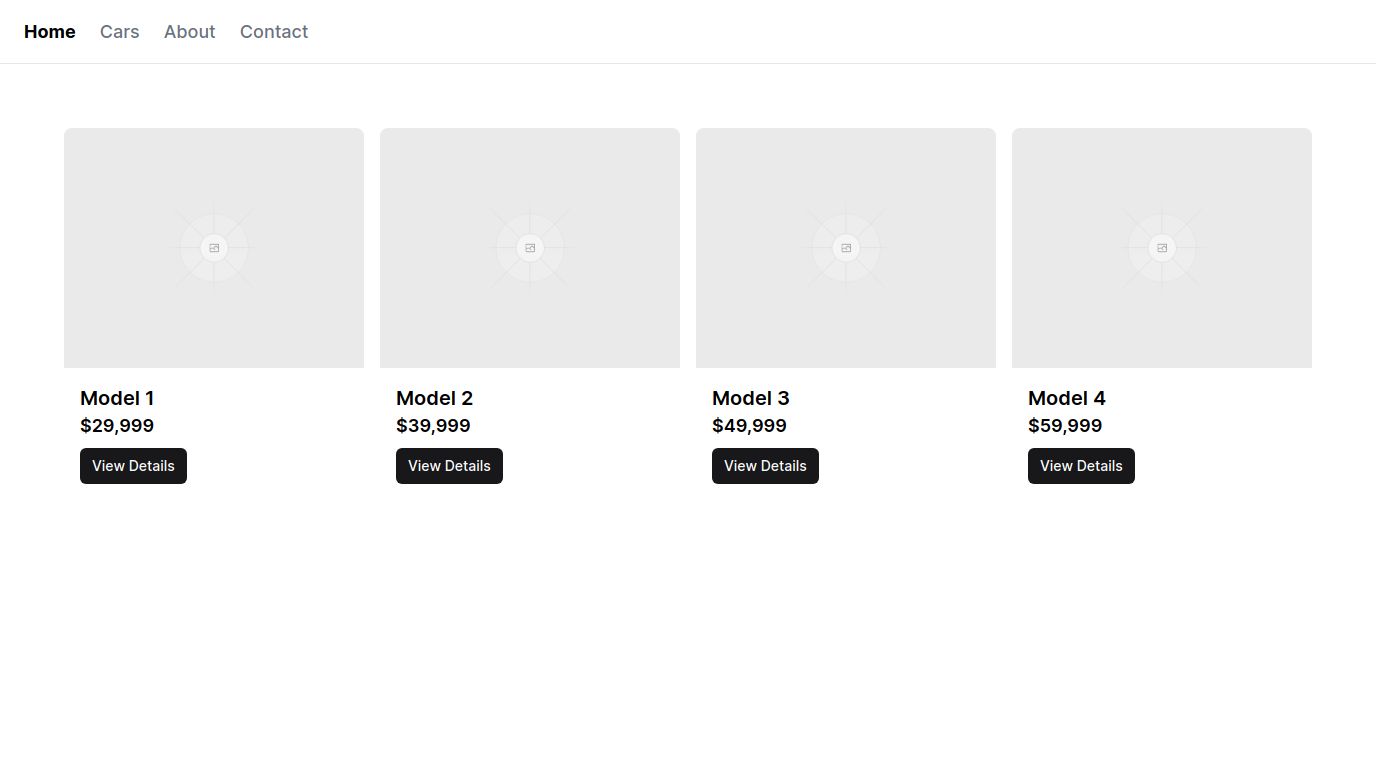 Home Cars About Contact
Model 1
$29,999
View Details
Model 2
$39,999
View Details
Model 3
$49,999
View Details
Model 4
$59,999
View Details